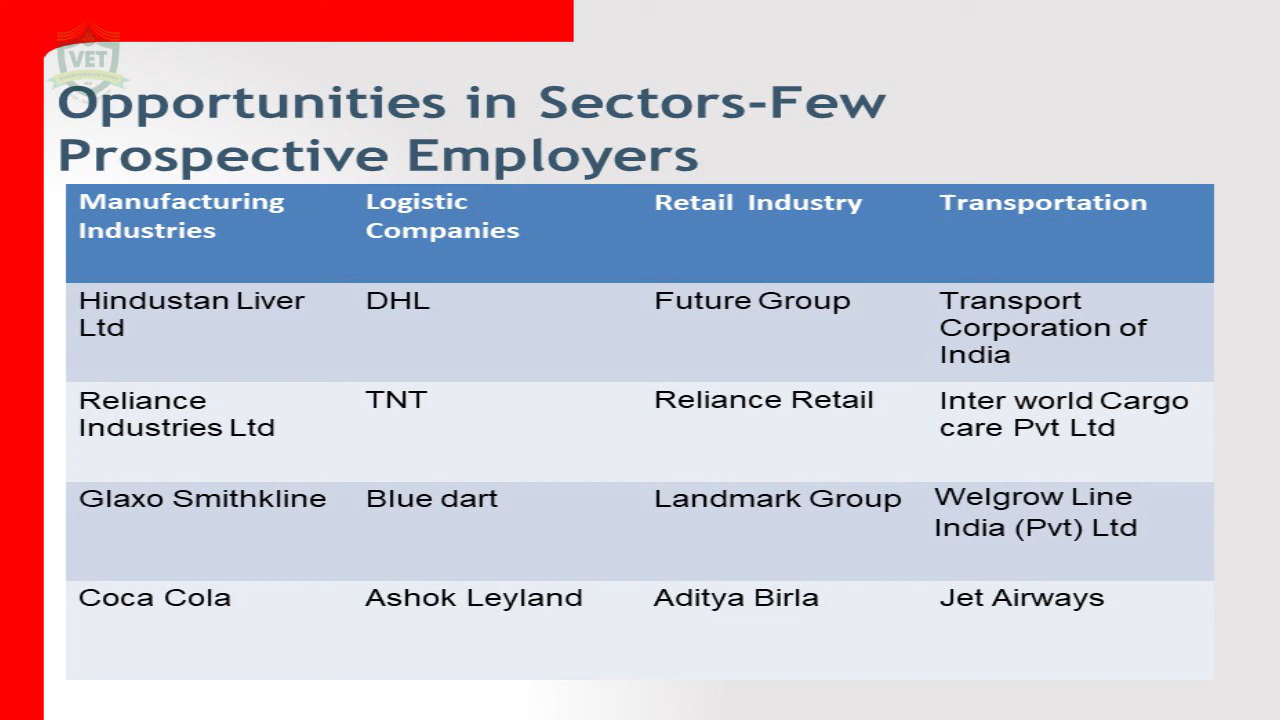 VET
Opportunities in Sectors-Few
Prospective Employers
Manufacturing
Industries
Logistic
Companies
Retail Industry
Transportation
Hindustan Liver
Ltd
DHL
Future Group
Transport
Corporation of
India
Reliance
Industries Ltd
TNT
Reliance Retail
Inter world Cargo
care Pvt Ltd
Glaxo Smithkline
Blue dart
Landmark Group
Welgrow Line
India (Pvt) Ltd
Coca Cola
Ashok Leyland
Aditya Birla
Jet Airways